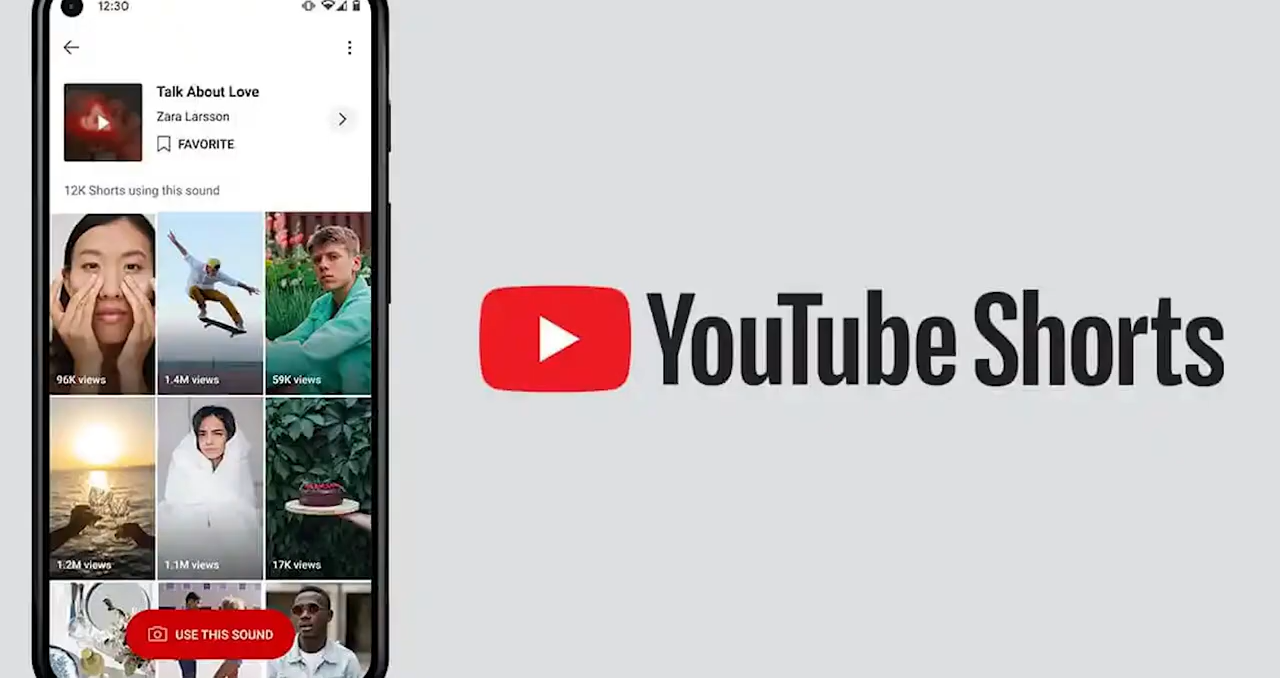 12:30
Talk About Love
Zara Larsson
FAVORITE
12K Shorts using this sound
96K views
1.4M views
59K views
1.2M views
1.1M views
17K views
USE THIS SOUND
YouTube Shorts